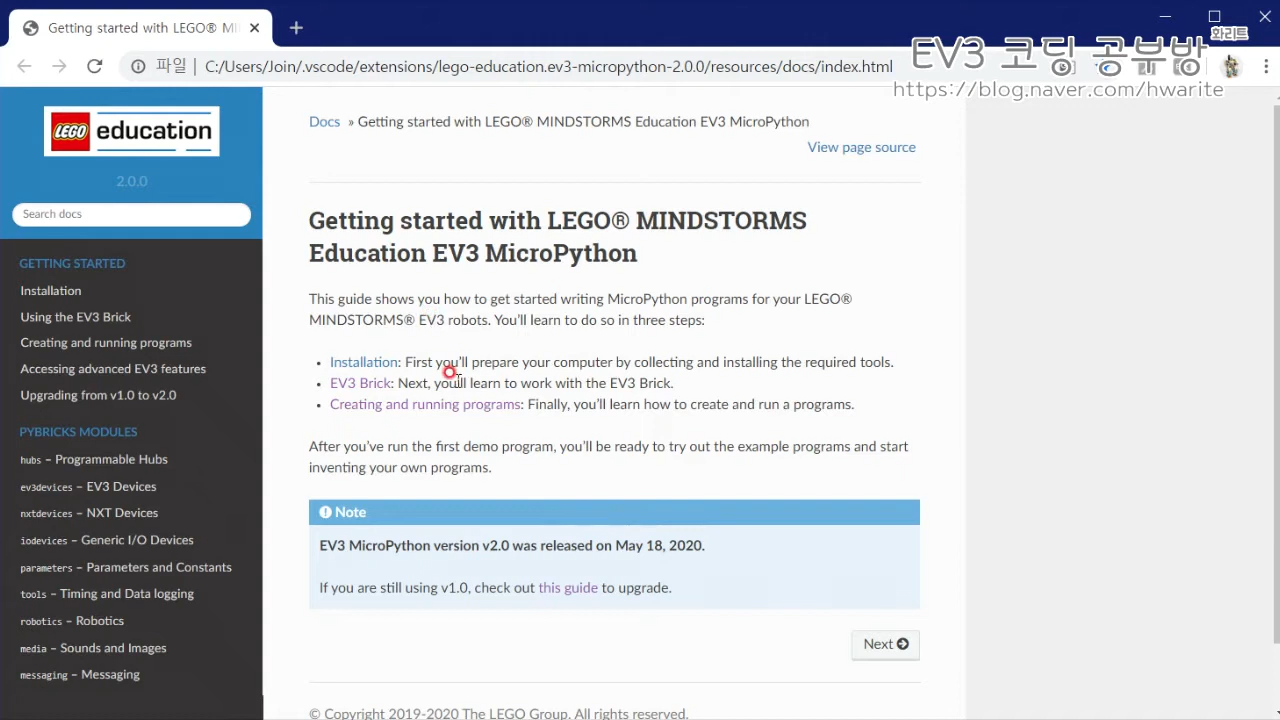 Getting started with LEGO® MI
파일
C:/Users/Join/.vscode/extensions/lego-education.ev3-micropython-2.0.0/resources/docs/index.html
화리트
EV3 코딩 공부방
https://blog.naver.com/hwarite
LEGO education
2.0.0
Search docs
GETTING STARTED
Installation
Using the EV3 Brick
Creating and running programs
Accessing advanced EV3 features
Upgrading from v1.0 to v2.0
PYBRICKS MODULES
hubs – Programmable Hubs
ev3devices – EV3 Devices
nxtdevices – NXT Devices
iodevices – Generic I/O Devices
parameters – Parameters and Constants
tools – Timing and Data logging
robotics – Robotics
media – Sounds and Images
messaging – Messaging
Docs » Getting started with LEGO® MINDSTORMS Education EV3 MicroPython
View page source
Getting started with LEGO® MINDSTORMS
Education EV3 MicroPython
This guide shows you how to get started writing MicroPython programs for your LEGO®
MINDSTORMS® EV3 robots. You’ll learn to do so in three steps:
• Installation: First you’ll prepare your computer by collecting and installing the required tools.
• EV3 Brick: Next, you’ll learn to work with the EV3 Brick.
• Creating and running programs: Finally, you’ll learn how to create and run a programs.
After you’ve run the first demo program, you’ll be ready to try out the example programs and start
inventing your own programs.
Note
EV3 MicroPython version v2.0 was released on May 18, 2020.
If you are still using v1.0, check out this guide to upgrade.
Next
© Copyright 2019-2020 The LEGO Group. All rights reserved.